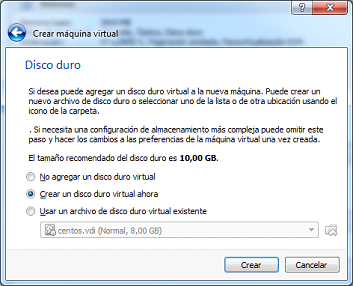 Crear máquina virtual
Disco duro
Si desea puede agregar un disco duro virtual a la nueva máquina. Puede crear un
nuevo archivo de disco duro o seleccionar uno de la lista o de otra ubicación usando el
icono de la carpeta.
. Si necesita una configuración de almacenamiento más compleja puede omitir este
paso y hacer los cambios a las preferencias de la máquina virtual una vez creada.
El tamaño recomendado del disco duro es 10,00 GB.
No agregar un disco duro virtual
Crear un disco duro virtual ahora
Usar un archivo de disco duro virtual existente
centos.vdi (Normal, 8,00 GB)
Crear
Cancelar